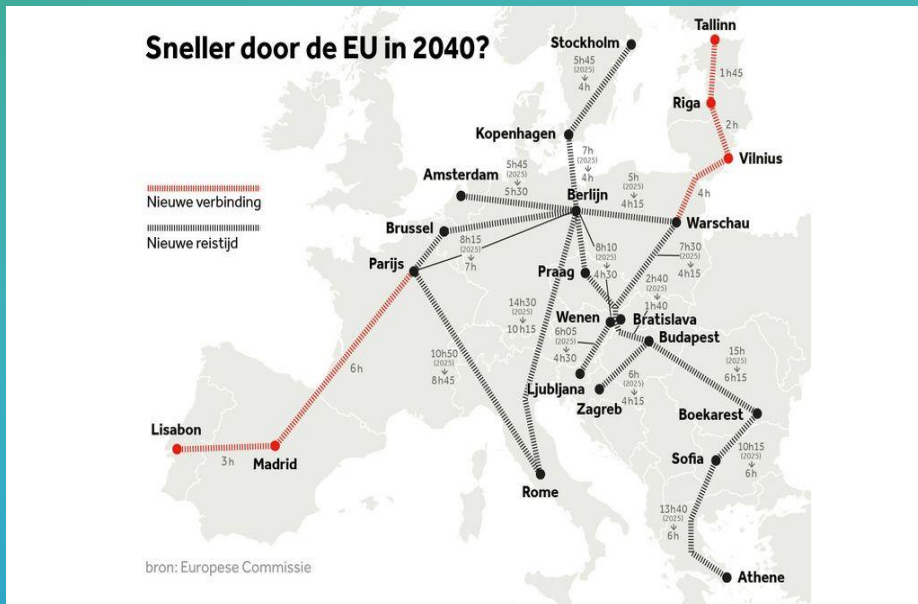 Sneller door de EU in 2040?
Tallinn
Stockholm
5h45
(2025)
4h
1h45
Riga
2h
Kopenhagen
7h
(2025)
4h
Vilnius
4h
Amsterdam
5h45
(2025)
5h30
Berlijn
5h
(2025)
4h15
Nieuwe verbinding
Nieuwe reistijd
Brussel
Warschau
8h15
(2025)
7h
Parijs
8h10
(2025)
4h30
7h30
(2025)
4h15
Praag
2h40
(2025)
1h40
14h30
(2025)
10h15
Wenen
Bratislava
6h05
(2025)
4h30
Budapest
10h50
(2025)
8h45
6h
15h
(2025)
6h15
Ljubljana
6h
(2025)
4h15
Zagreb
Boekarest
Lisabon
3h
Madrid
Sofia
10h15
(2025)
6h
Rome
13h40
(2025)
6h
bron: Europese Commissie
Athene